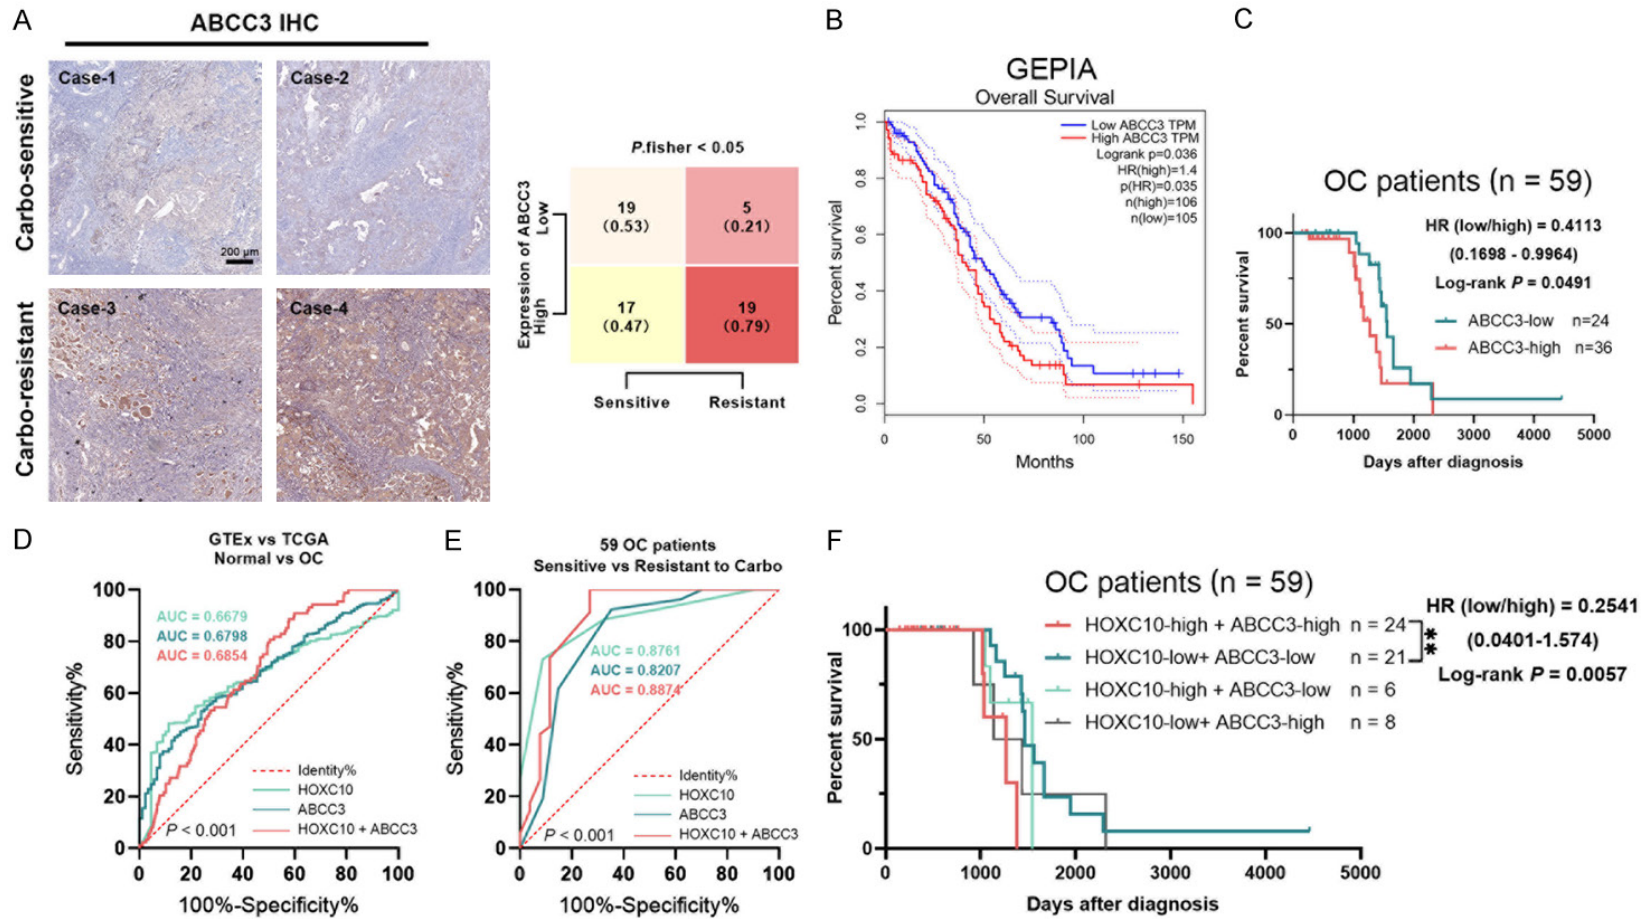 A
ABCC3 IHC
Carbo-sensitive
Case-1
Case-2
200 µm
Carbo-resistant
Case-3
Case-4
P.fisher < 0.05
Expression of ABCC3
Low
High
19
(0.53)
5
(0.21)
17
(0.47)
19
(0.79)
Sensitive
Resistant
B
GEPIA
Overall Survival
Low ABCC3 TPM
High ABCC3 TPM
Logrank p=0.036
HR(high)=1.4
p(HR)=0.035
n(high)=106
n(low)=105
Percent survival
1.0
0.8
0.6
0.4
0.2
0.0
0 50 100 150
Months
C
OC patients (n = 59)
HR (low/high) = 0.4113
(0.1698 - 0.9964)
Log-rank P = 0.0491
ABCC3-low n=24
ABCC3-high n=36
Percent survival
100
50
0
0 1000 2000 3000 4000 5000
Days after diagnosis
D
GTEx vs TCGA
Normal vs OC
AUC = 0.6679
AUC = 0.6798
AUC = 0.6854
Sensitivity%
100
80
60
40
20
0
Identity%
HOXC10
ABCC3
HOXC10 + ABCC3
P < 0.001
0 20 40 60 80 100
100%-Specificity%
E
59 OC patients
Sensitive vs Resistant to Carbo
AUC = 0.8761
AUC = 0.8207
AUC = 0.8874
Sensitivity%
100
80
60
40
20
0
Identity%
HOXC10
ABCC3
HOXC10 + ABCC3
P < 0.001
0 20 40 60 80 100
100%-Specificity%
F
OC patients (n = 59)
HOXC10-high + ABCC3-high n = 24
HOXC10-low+ ABCC3-low n = 21
HOXC10-high + ABCC3-low n = 6
HOXC10-low+ ABCC3-high n = 8
**
HR (low/high) = 0.2541
(0.0401-1.574)
Log-rank P = 0.0057
Percent survival
100
50
0
0 1000 2000 3000 4000 5000
Days after diagnosis